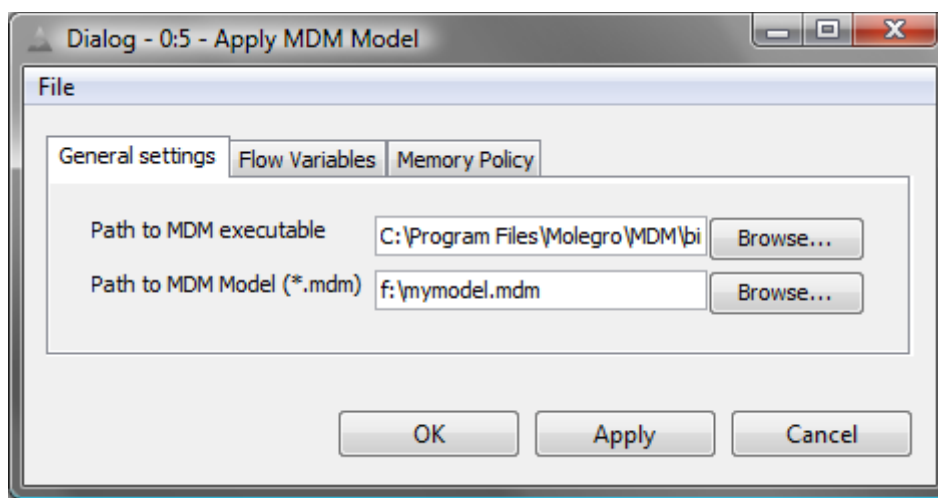 Dialog - 0:5 - Apply MDM Model
File
General settings Flow Variables Memory Policy
Path to MDM executable C:\Program Files\Molegro\MDM\bi Browse...
Path to MDM Model (*.mdm) f:\mymodel.mdm Browse...
OK Apply Cancel